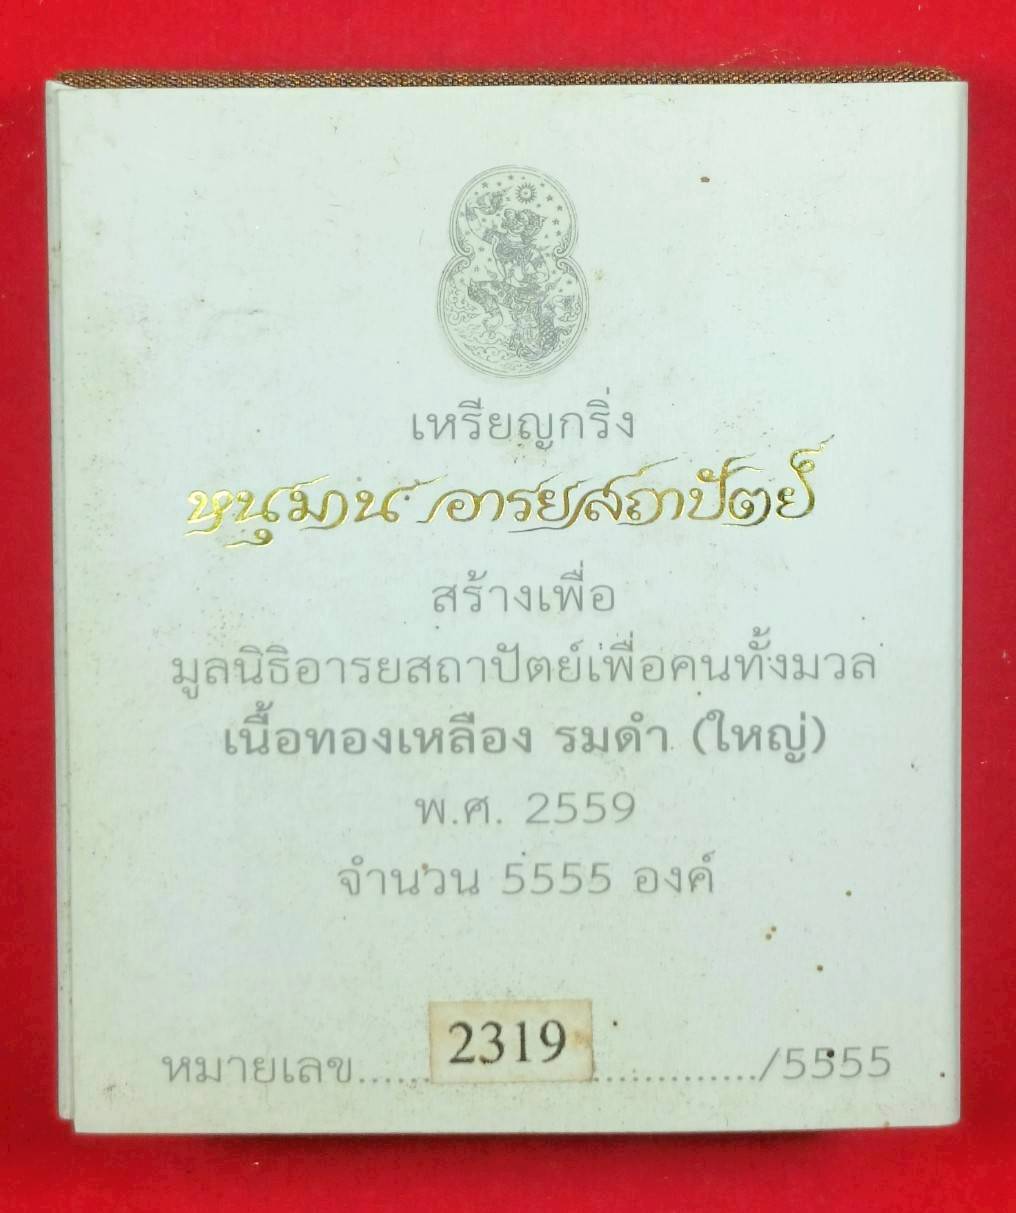 เหรียญกริ่ง
หนุมาน อารยสถาปัตย์
สร้างเพื่อ
มูลนิธิอารยสถาปัตย์เพื่อคนทั้งมวล
เนื้อทองเหลือง รมดำ (ใหญ่)
พ.ศ. 2559
จำนวน 5555 องค์
หมายเลข...... 2319 ............./5555